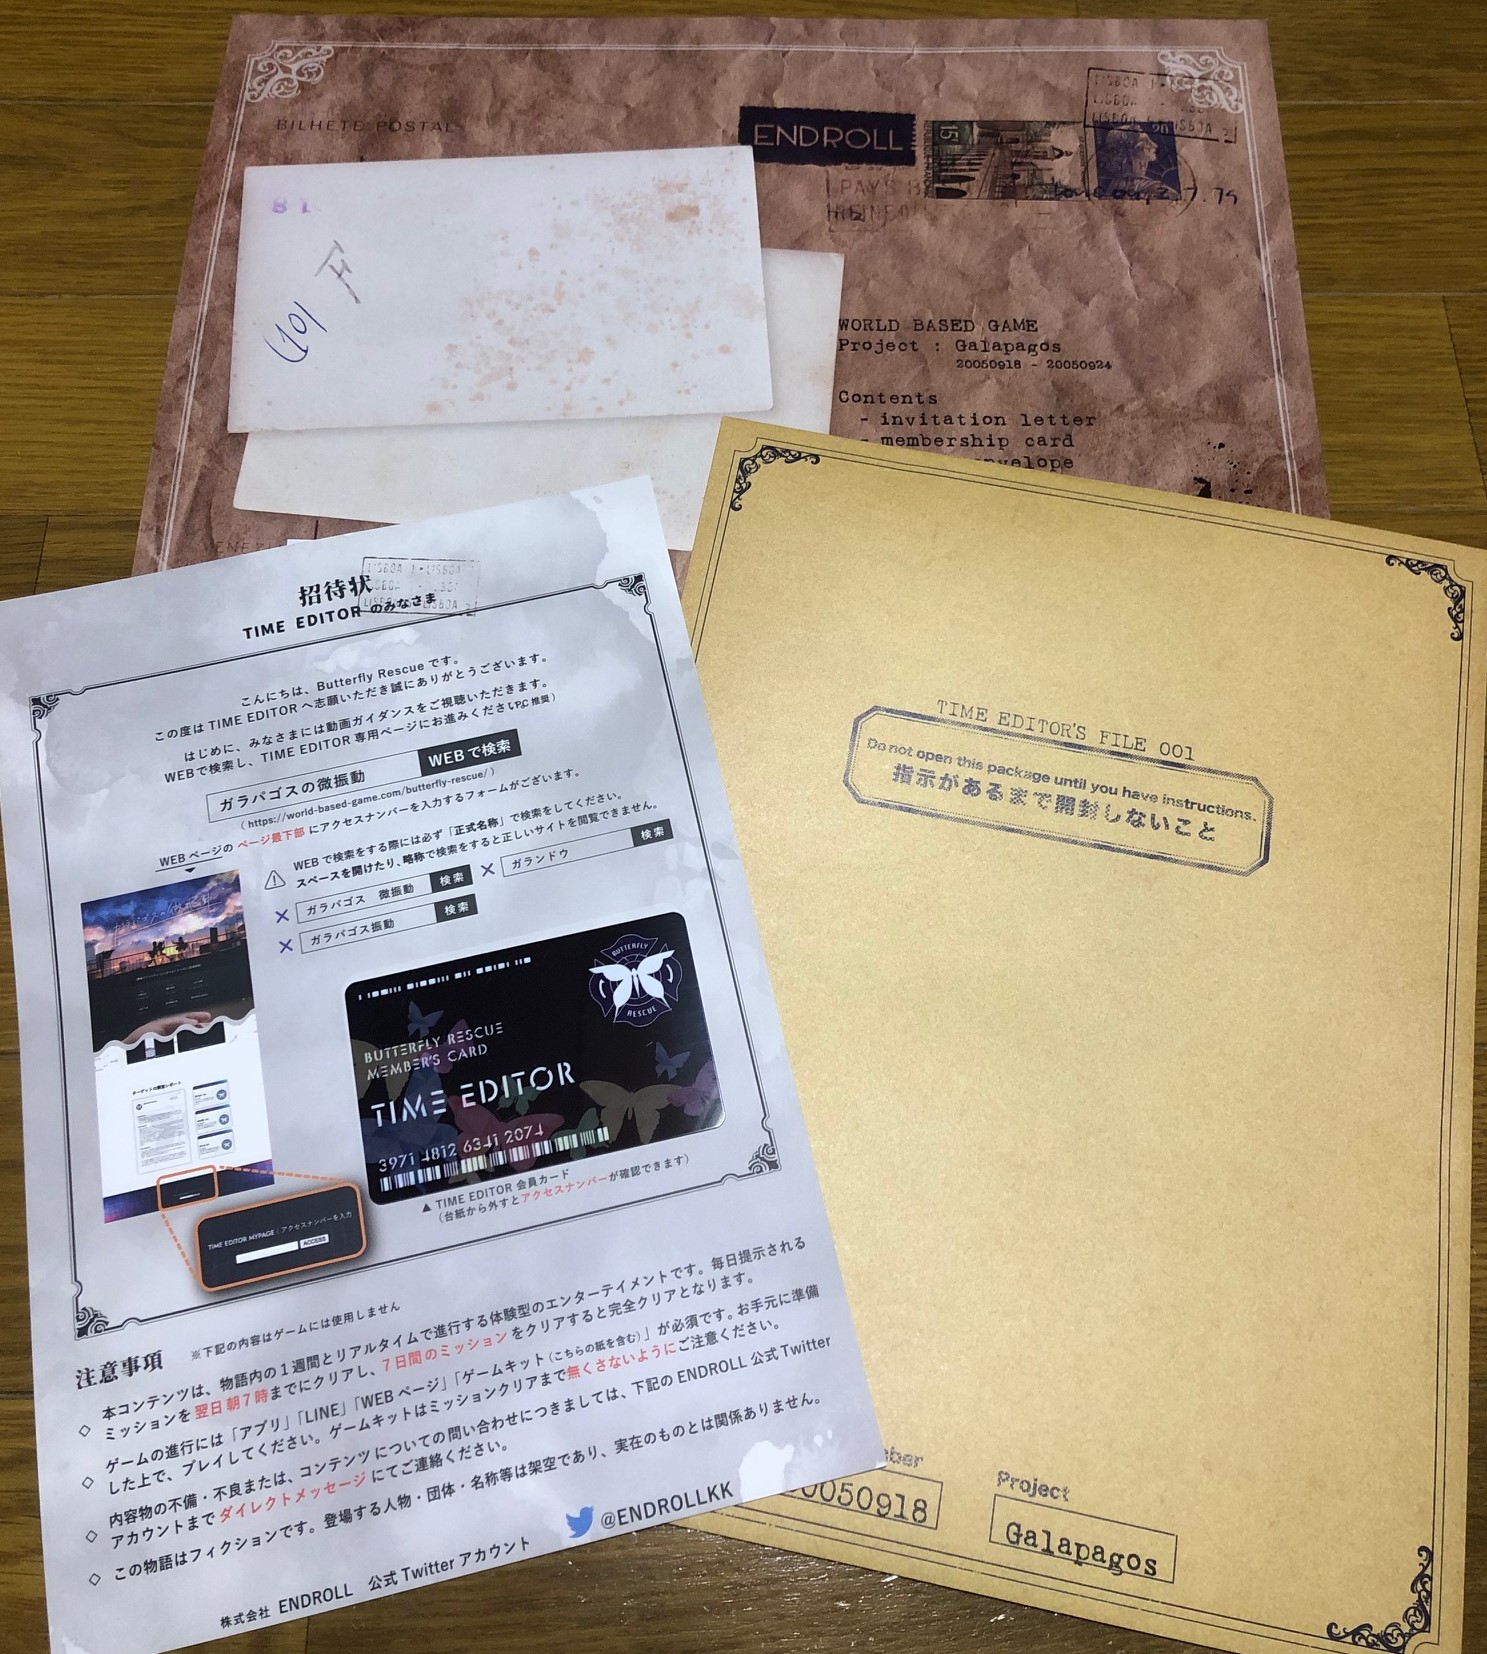 BILHETE POSTAL
ENDROLL
15
20
LISBOA
81
101 F
PAYS
WORLD BASED GAME
Project : Galapagos
20050918 - 20050924
Contents
- invitation letter
- membership card
envelope
招待状
TIME EDITOR のみなさま
こんにちは、Butterfly Rescue です。
この度は TIME EDITOR へ志願いただき誠にありがとうございます。
はじめに、みなさまには動画ガイダンスをご視聴いただきます。
WEBで検索し、TIME EDITOR 専用ページにお進みください(PC 推奨)
ガラパゴスの微振動 WEBで検索
( https://world-based-game.com/butterfly-rescue/ )
WEBページの ページ最下部 にアクセスナンバーを入力するフォームがございます。
WEB で検索をする際には必ず「正式名称」で検索をしてください。
スペースを開けたり、略称で検索をすると正しいサイトを閲覧できません。
× ガラパゴス 微振動 検索 × ガランドウ 検索
× ガラパゴス振動 検索
BUTTERFLY
RESCUE
BUTTERFLY RESCUE
MEMBER'S CARD
TIME EDITOR
3971 4812 6341 2074
▲ TIME EDITOR 会員カード
(台紙から外すとアクセスナンバーが確認できます)
TIME EDITOR MYPAGE | アクセスナンバーを入力
ACCESS
注意事項 ※下記の内容はゲームには使用しません
◇ 本コンテンツは、物語内の1週間とリアルタイムで進行する体験型のエンターテイメントです。毎日提示される
ミッションを翌日朝7時までにクリアし、7日間のミッションをクリアすると完全クリアとなります。
◇ ゲームの進行には「アプリ」「LINE」「WEBページ」「ゲームキット(こちらの紙を含む)」が必須です。お手元に準備
した上で、プレイしてください。ゲームキットはミッションクリアまで無くさないようにご注意ください。
◇ 内容物の不備・不良または、コンテンツについての問い合わせにつきましては、下記の ENDROLL 公式 Twitter
アカウントまでダイレクトメッセージにてご連絡ください。
◇ この物語はフィクションです。登場する人物・団体・名称等は架空であり、実在のものとは関係ありません。
株式会社 ENDROLL 公式 Twitter アカウント @ENDROLLKK
TIME EDITOR'S FILE 001
Do not open this package until you have instructions.
指示があるまで開封しないこと
Project
0050918
Galapagos